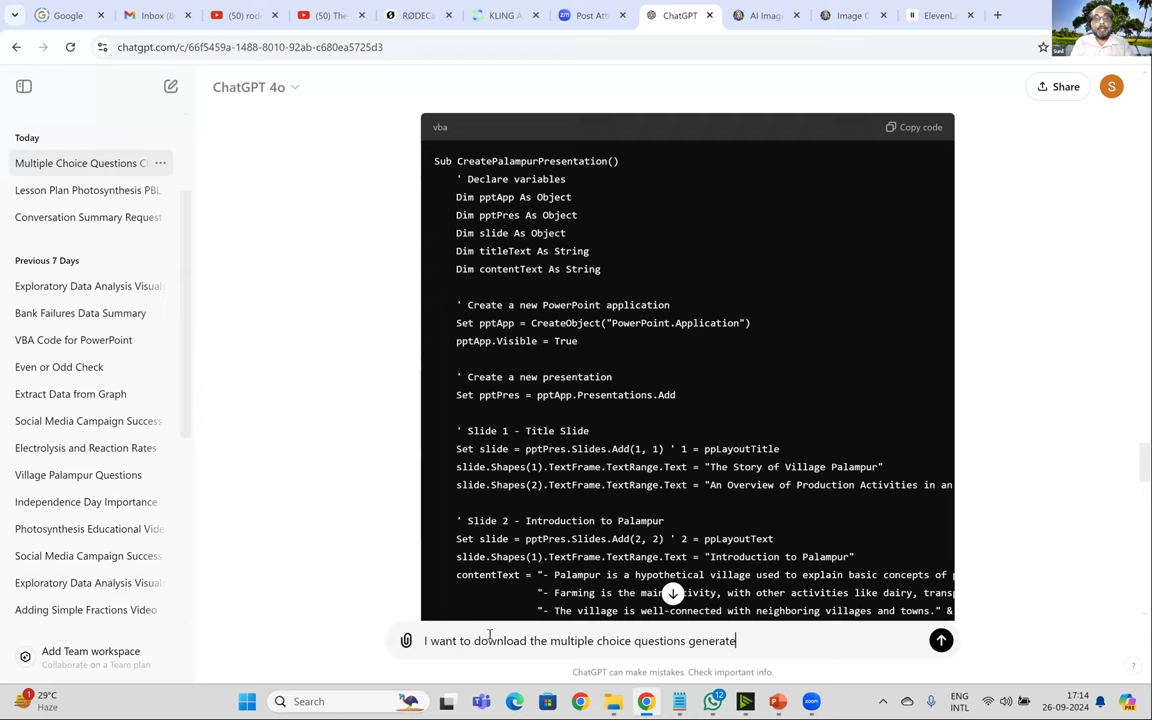 Google
Inbox (8
(50) rod
(50) The
RØDECa
KLING A
Post Att
ChatGPT
AI Imag
Image C
ElevenLa
chatgpt.com/c/66f5459a-1488-8010-92ab-c680ea5725d3
Sunil
ChatGPT 4o
Share
S
Today
Multiple Choice Questions C
Lesson Plan Photosynthesis PBL
Conversation Summary Request
Previous 7 Days
Exploratory Data Analysis Visual
Bank Failures Data Summary
VBA Code for PowerPoint
Even or Odd Check
Extract Data from Graph
Social Media Campaign Success
Electrolysis and Reaction Rates
Village Palampur Questions
Independence Day Importance
Photosynthesis Educational Vide
Social Media Campaign Success
Exploratory Data Analysis Visual
Adding Simple Fractions Video
Add Team workspace
Collaborate on a Team plan
vba
Copy code
Sub CreatePalampurPresentation()
' Declare variables
Dim pptApp As Object
Dim pptPres As Object
Dim slide As Object
Dim titleText As String
Dim contentText As String
' Create a new PowerPoint application
Set pptApp = CreateObject("PowerPoint.Application")
pptApp.Visible = True
' Create a new presentation
Set pptPres = pptApp.Presentations.Add
' Slide 1 - Title Slide
Set slide = pptPres.Slides.Add(1, 1) ' 1 = ppLayoutTitle
slide.Shapes(1).TextFrame.TextRange.Text = "The Story of Village Palampur"
slide.Shapes(2).TextFrame.TextRange.Text = "An Overview of Production Activities in an
' Slide 2 - Introduction to Palampur
Set slide = pptPres.Slides.Add(2, 2) ' 2 = ppLayoutText
slide.Shapes(1).TextFrame.TextRange.Text = "Introduction to Palampur"
contentText = "- Palampur is a hypothetical village used to explain basic concepts of p
"- Farming is the main activity, with other activities like dairy, transp
"- The village is well-connected with neighboring villages and towns." &
I want to download the multiple choice questions generate
ChatGPT can make mistakes. Check important info.
?
1
29°C
Haze
Search
12
ENG
INTL
17:14
26-09-2024